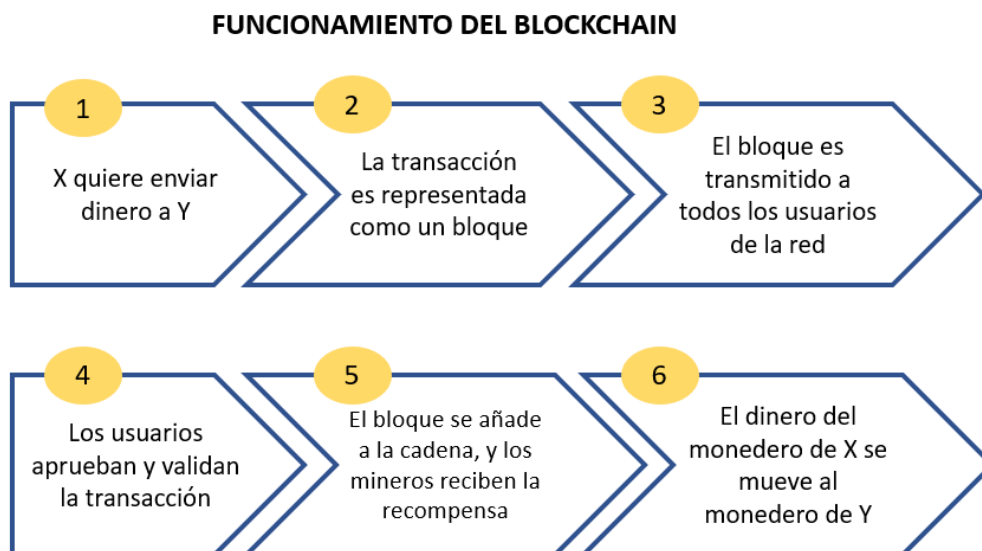 FUNCIONAMIENTO DEL BLOCKCHAIN
1
X quiere enviar
dinero a Y
2
La transacción
es representada
como un bloque
3
El bloque es
transmitido a
todos los usuarios
de la red
4
Los usuarios
aprueban y validan
la transacción
5
El bloque se añade
a la cadena, y los
mineros reciben la
recompensa
6
El dinero del
monedero de X se
mueve al
monedero de Y